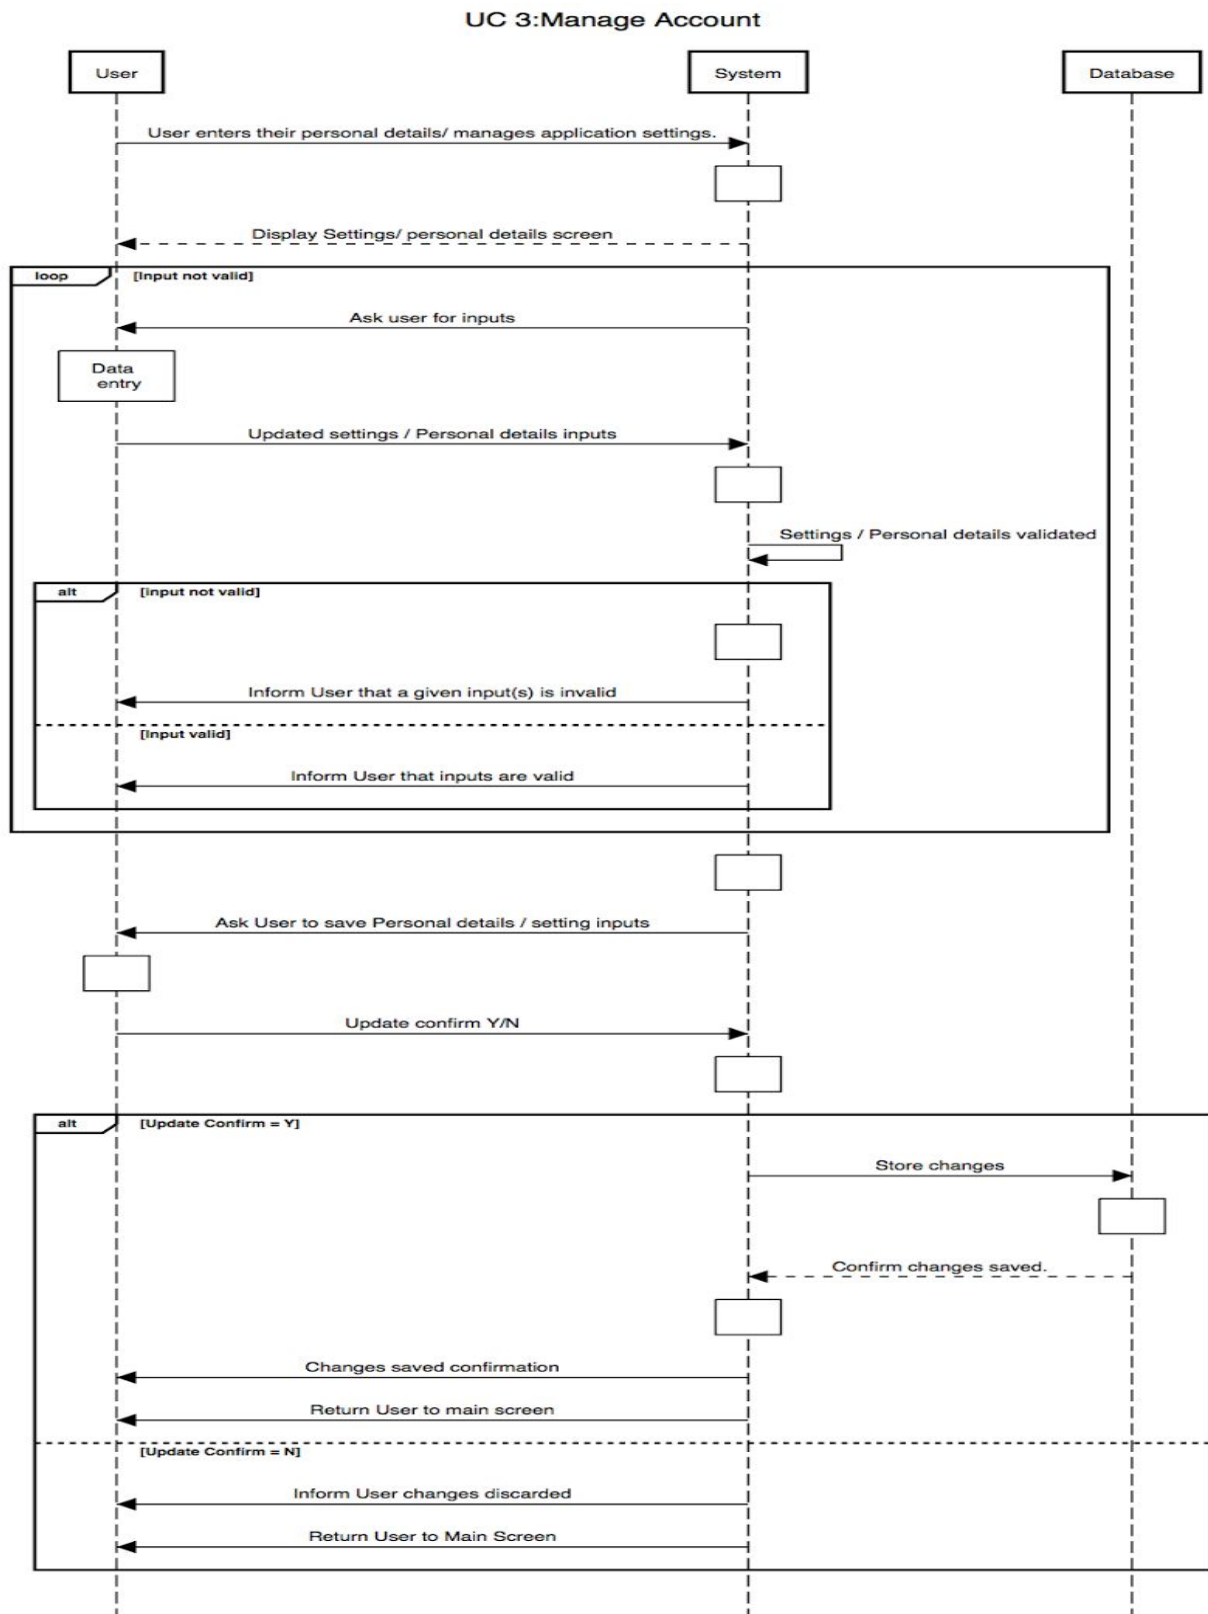 UC 3:Manage Account
User
System
Database
User enters their personal details/ manages application settings.
Display Settings/ personal details screen
loop
[Input not valid]
Ask user for inputs
Data
entry
Updated settings / Personal details inputs
Settings / Personal details validated
alt
[input not valid]
Inform User that a given input(s) is invalid
[Input valid]
Inform User that inputs are valid
Ask User to save Personal details / setting inputs
Update confirm Y/N
alt
[Update Confirm = Y]
Store changes
Confirm changes saved.
Changes saved confirmation
Return User to main screen
[Update Confirm = N]
Inform User changes discarded
Return User to Main Screen